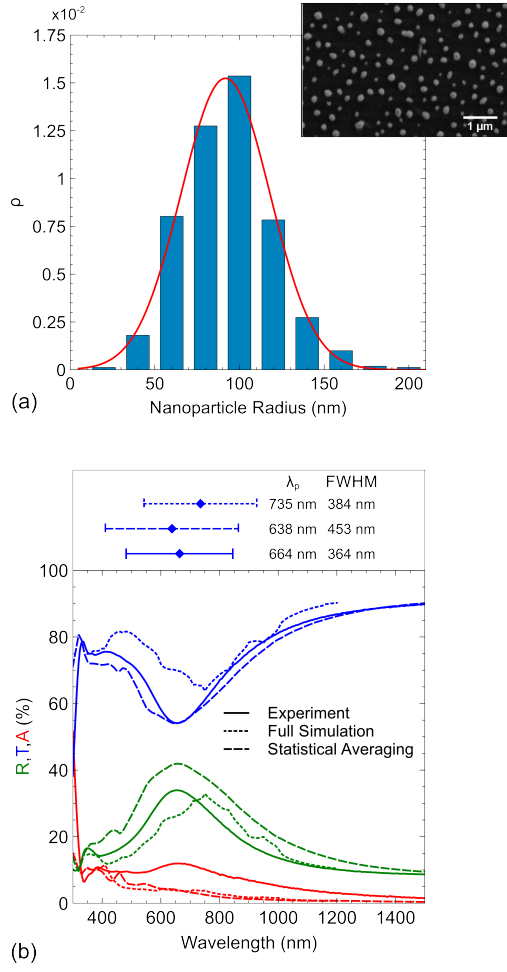 x10⁻²
1.75
1.5
1.25
1
0.75
0.5
0.25
0
ρ
0 50 100 150 200
Nanoparticle Radius (nm)
1 µm
(a)
λp FWHM
735 nm 384 nm
638 nm 453 nm
664 nm 364 nm
100
80
60
40
20
0
R,T,A (%)
Experiment
Full Simulation
Statistical Averaging
400 600 800 1000 1200 1400
Wavelength (nm)
(b)